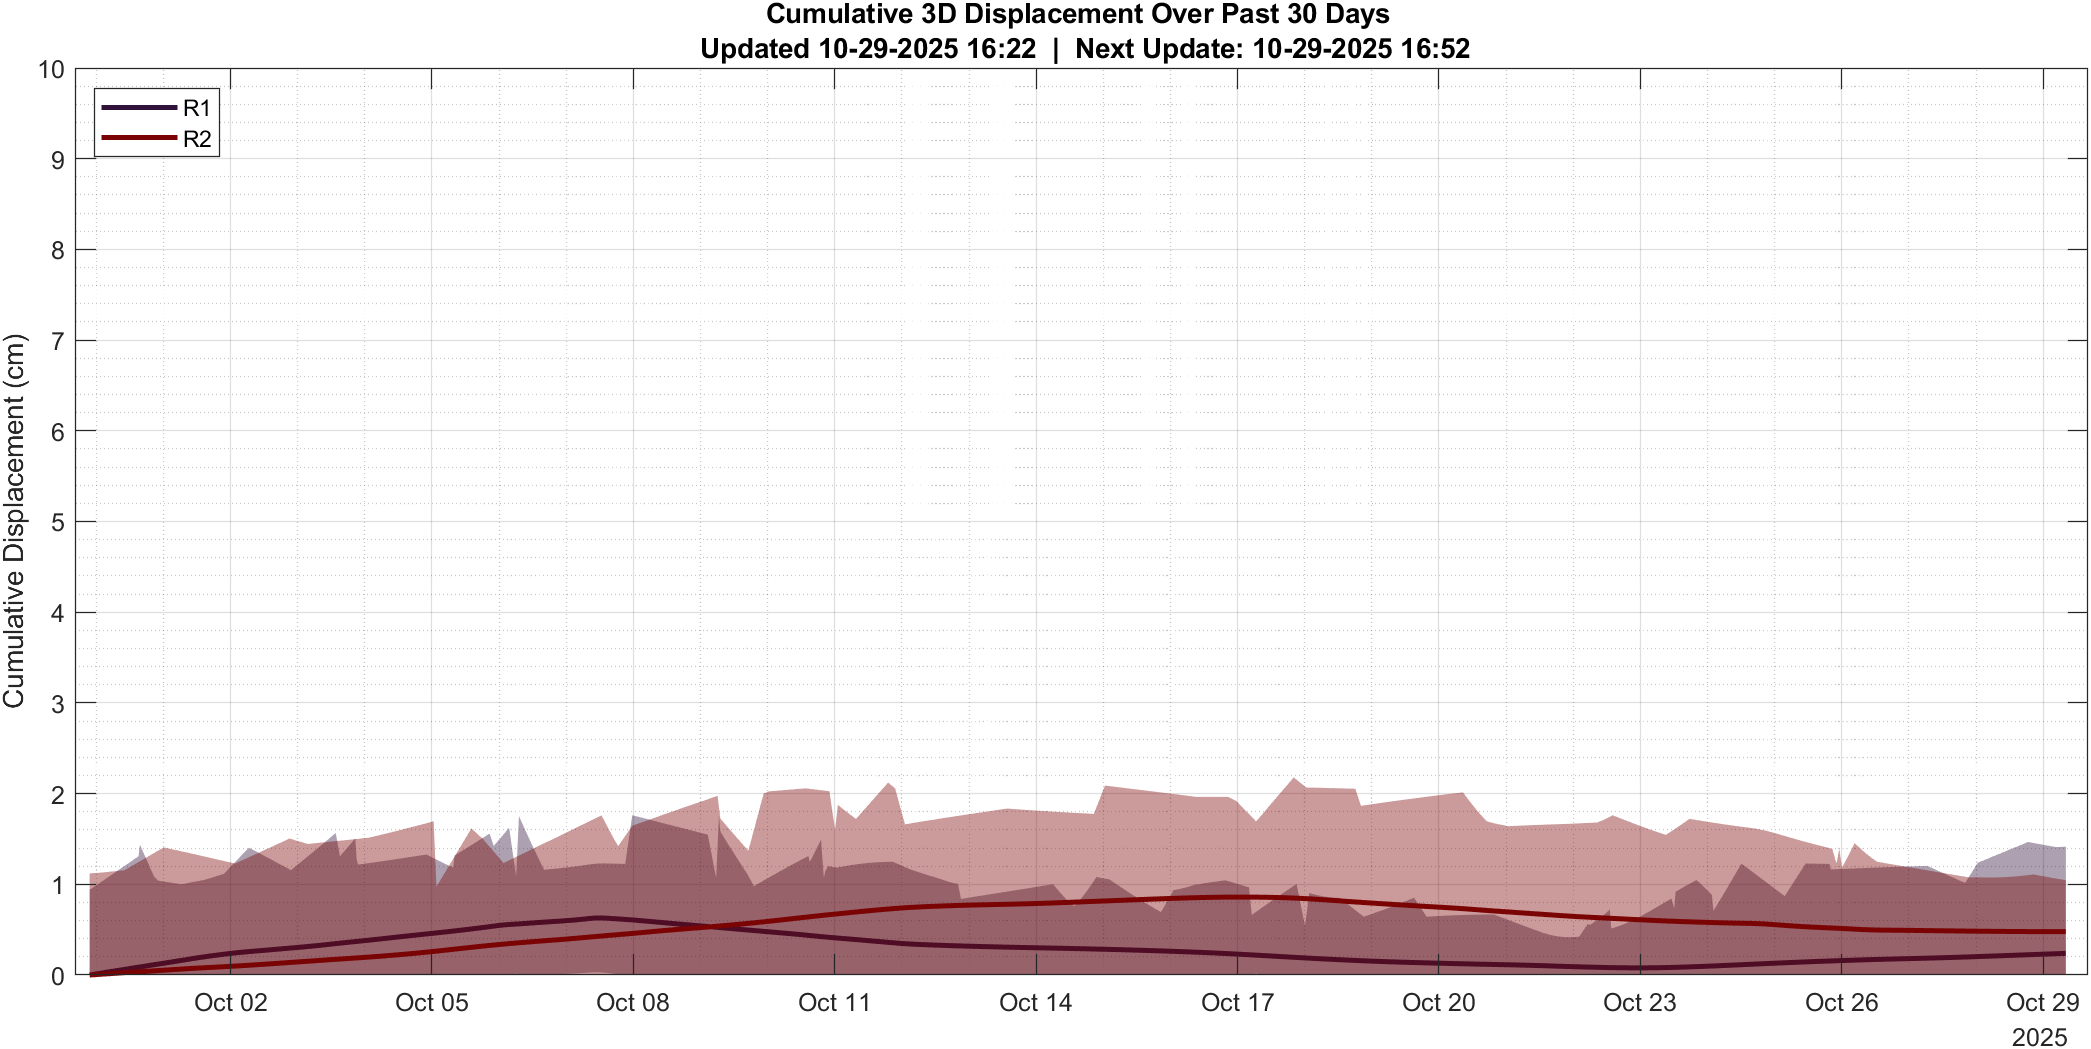 Cumulative 3D Displacement Over Past 30 Days
Updated 10-29-2025 16:22 | Next Update: 10-29-2025 16:52
R1
R2
Cumulative Displacement (cm)
10
9
8
7
6
5
4
3
2
1
0
Oct 02 Oct 05 Oct 08 Oct 11 Oct 14 Oct 17 Oct 20 Oct 23 Oct 26 Oct 29
2025